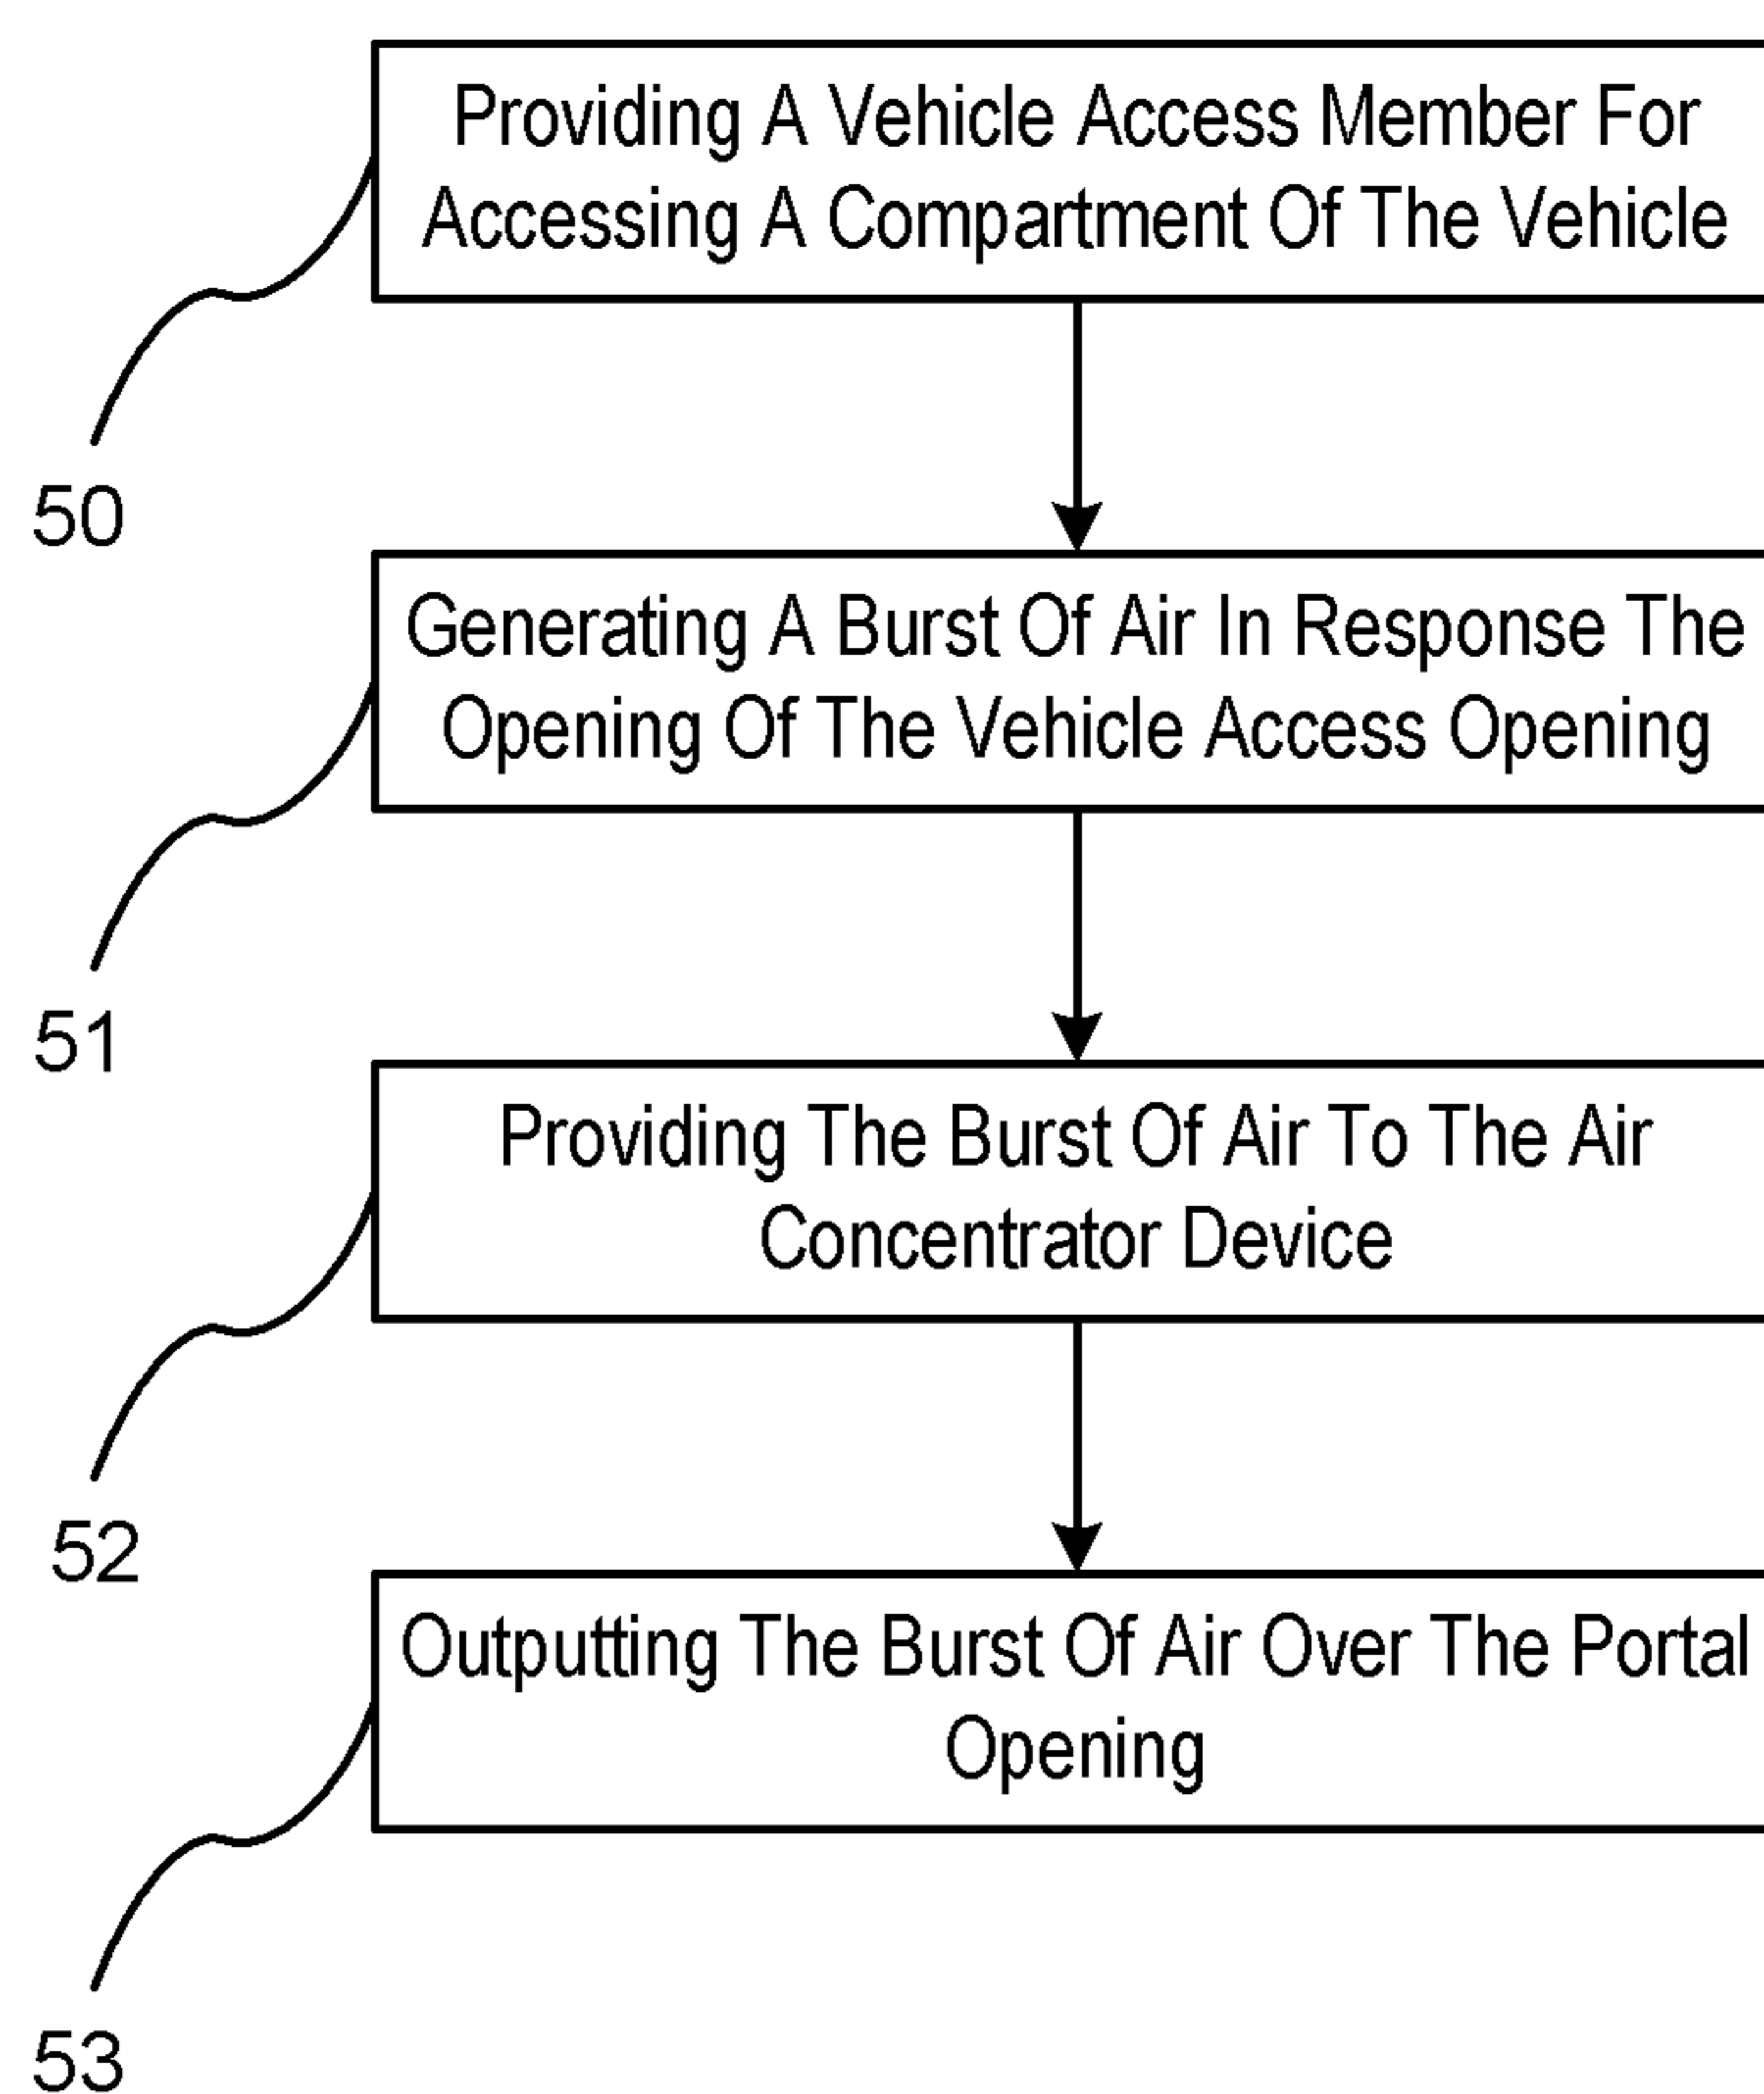 Providing A Vehicle Access Member For
Accessing A Compartment Of The Vehicle
50
Generating A Burst Of Air In Response The
Opening Of The Vehicle Access Opening
51
Providing The Burst Of Air To The Air
Concentrator Device
52
Outputting The Burst Of Air Over The Portal
Opening
53